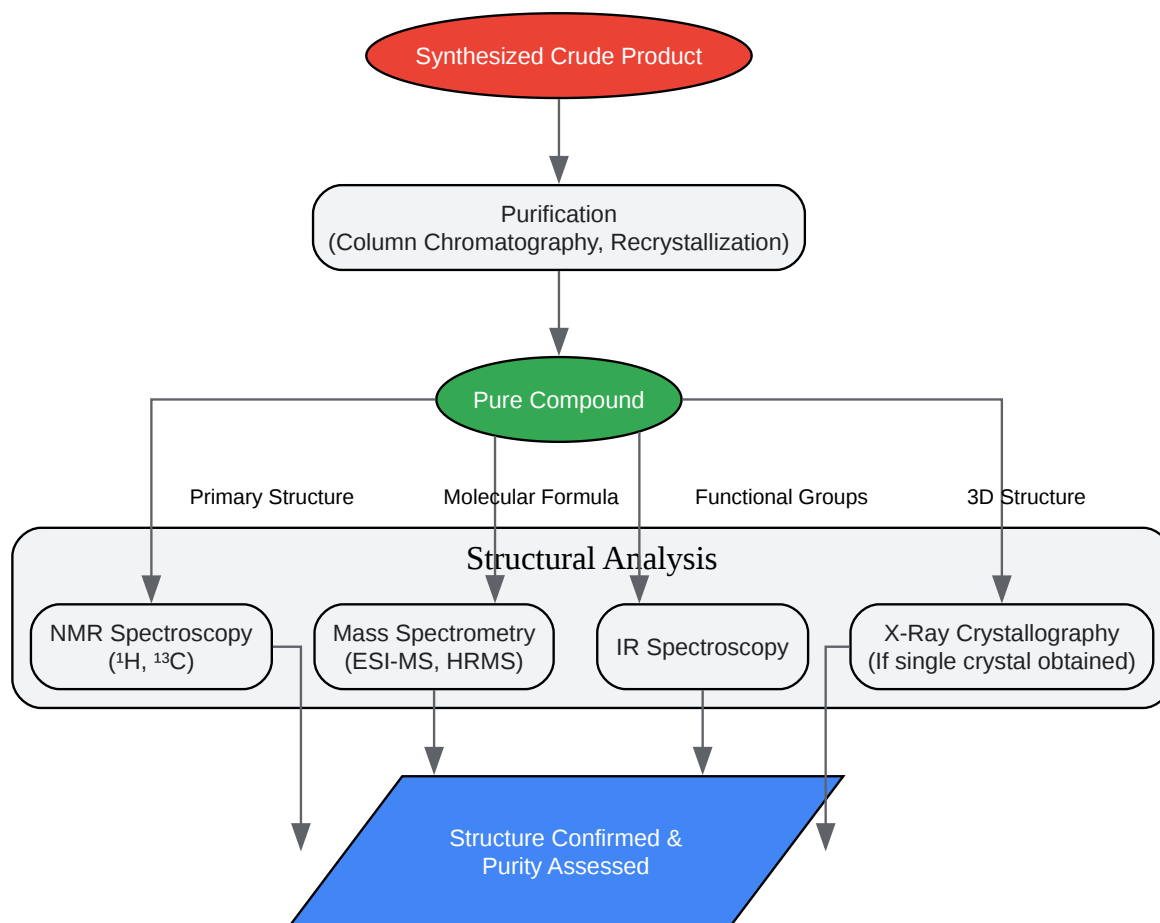 Synthesized Crude Product
Purification
(Column Chromatography, Recrystallization)
Pure Compound
Primary Structure
Molecular Formula
Functional Groups
3D Structure
Structural Analysis
NMR Spectroscopy
(¹H, ¹³C)
Mass Spectrometry
(ESI-MS, HRMS)
IR Spectroscopy
X-Ray Crystallography
(If single crystal obtained)
Structure Confirmed &
Purity Assessed